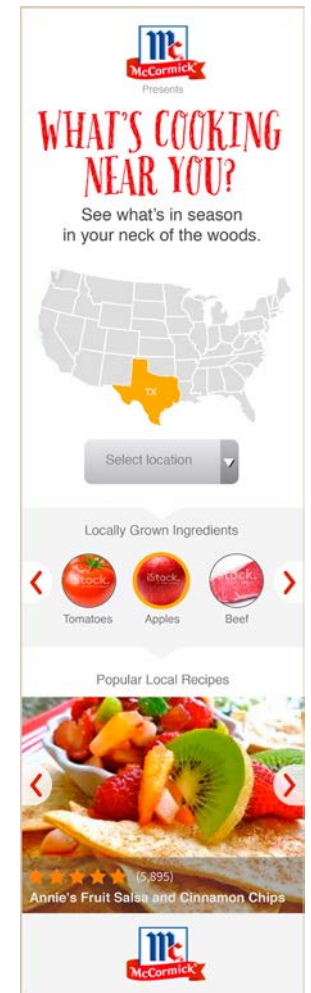 Mc
McCormick
Presents
WHAT'S COOKING
NEAR YOU?
See what's in season
in your neck of the woods.
TX
Select location
Locally Grown Ingredients
iStock. iStock. iStock.
Tomatoes Apples Beef
Popular Local Recipes
(5,895)
Annie's Fruit Salsa and Cinnamon Chips
Mc
McCormick